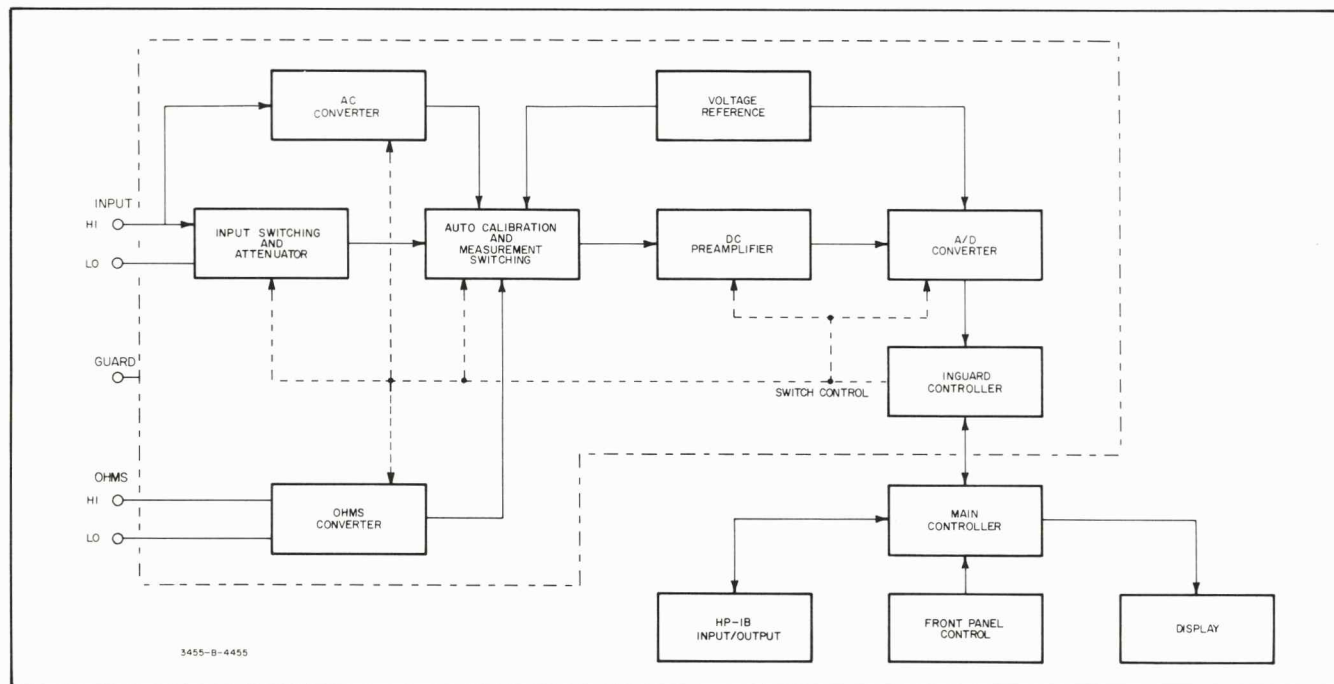 AC
CONVERTER
VOLTAGE
REFERENCE
INPUT
HI
LO
INPUT SWITCHING
AND
ATTENUATOR
AUTO CALIBRATION
AND
MEASUREMENT
SWITCHING
DC
PREAMPLIFIER
A/D
CONVERTER
GUARD
SWITCH CONTROL
INGUARD
CONTROLLER
OHMS
HI
LO
OHMS
CONVERTER
MAIN
CONTROLLER
HP-IB
INPUT/OUTPUT
FRONT PANEL
CONTROL
DISPLAY
3455-B-4455